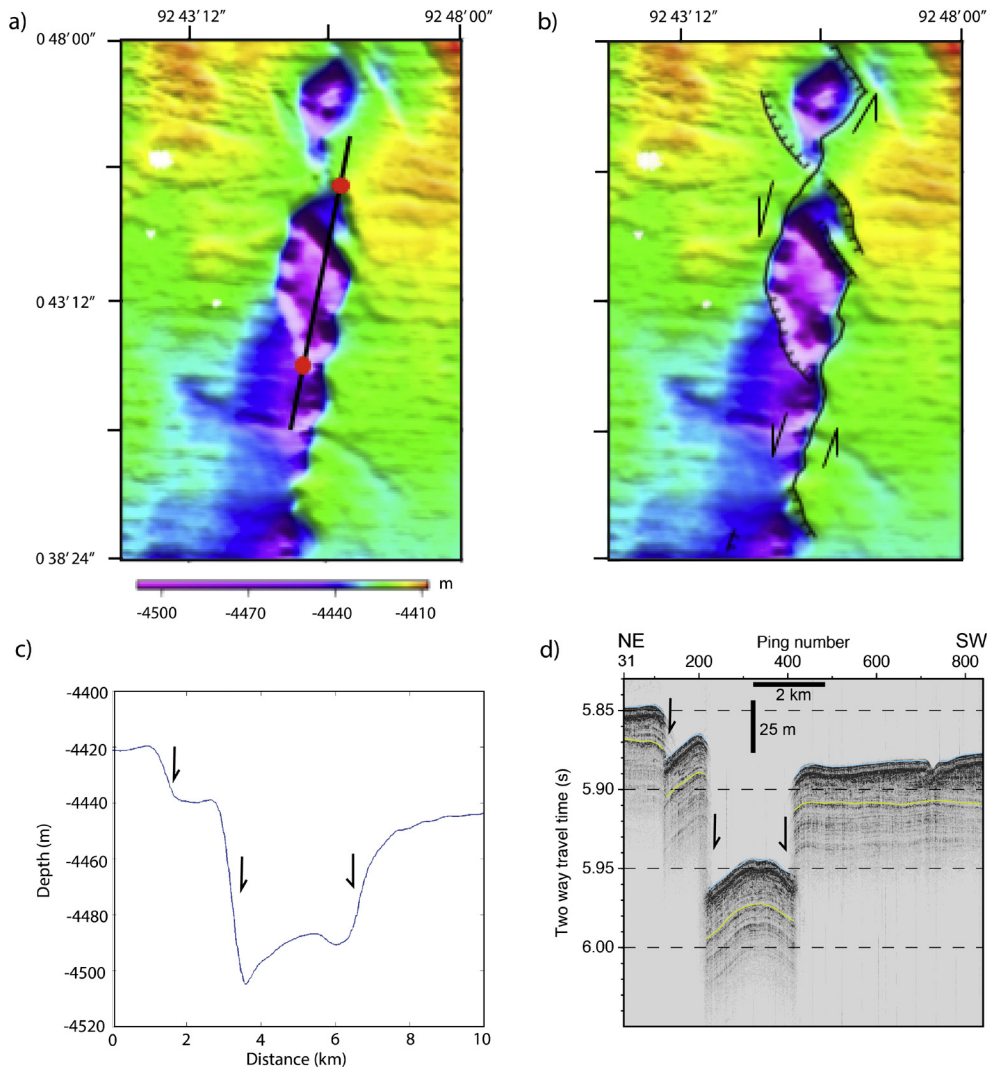 a)
92 43’ 12”
92 48’ 00”
b)
92 43’ 12”
92 48’ 00”
0 48’ 00”
0 43’ 12”
0 38’ 24”
m
-4500
-4470
-4440
-4410
c)
-4400
-4420
-4440
-4460
-4480
-4500
-4520
Depth (m)
0
2
4
6
8
10
Distance (km)
d)
NE
Ping number
SW
31
200
400
600
800
2 km
25 m
5.85
5.90
5.95
6.00
Two way travel time (s)